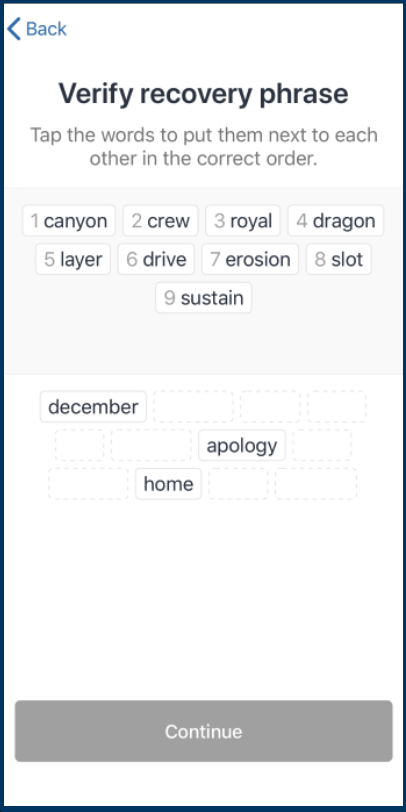 Back
Verify recovery phrase
Tap the words to put them next to each
other in the correct order.
1 canyon 2 crew 3 royal 4 dragon
5 layer 6 drive 7 erosion 8 slot
9 sustain
december
apology
home
Continue